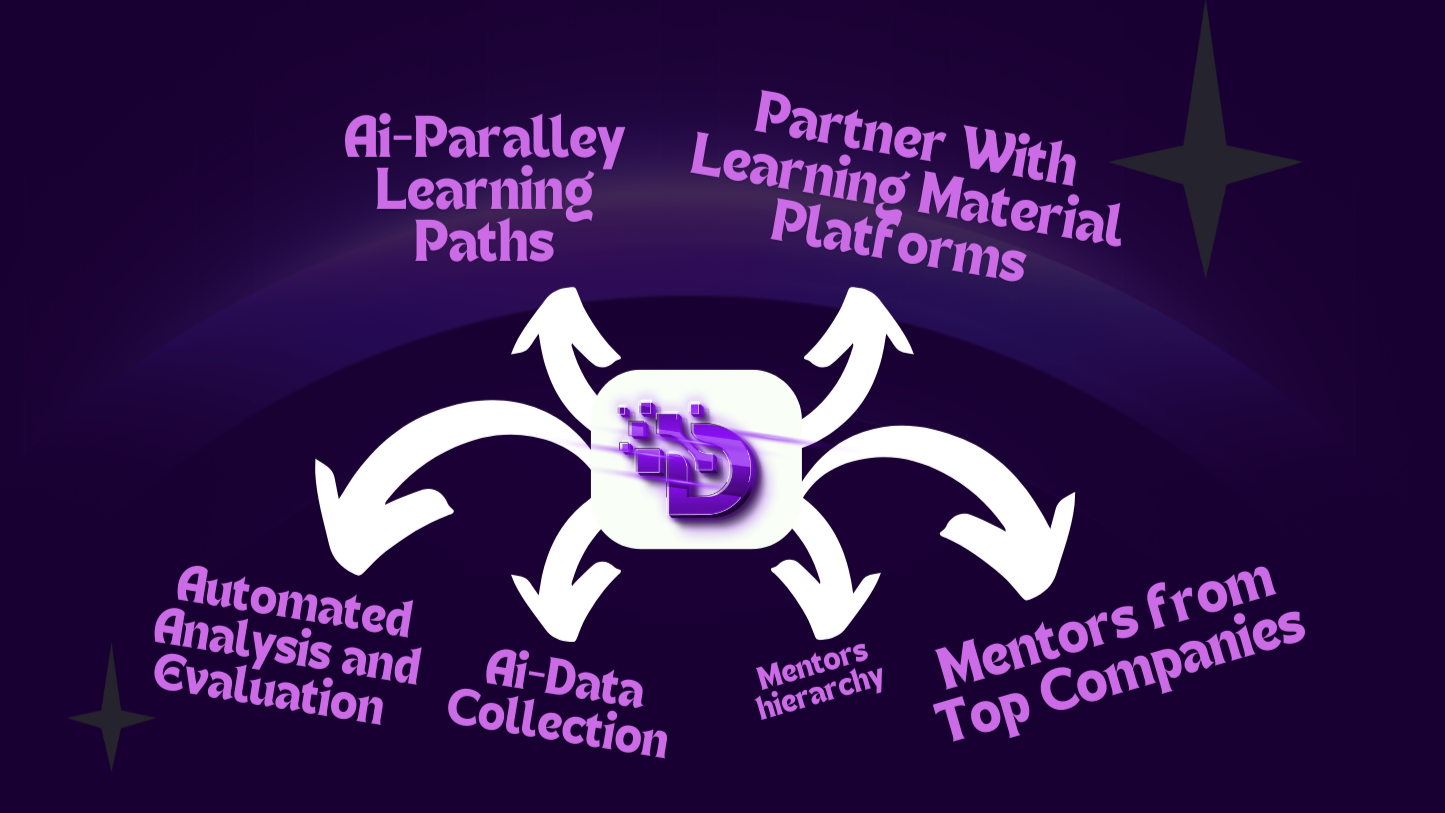 Ai-Paralley
Learning
Paths
Partner With
Learning Material
Platforms
Automated
Analysis and
Evaluation
Ai-Data
Collection
Mentors
hierarchy
Mentors from
Top Companies
D